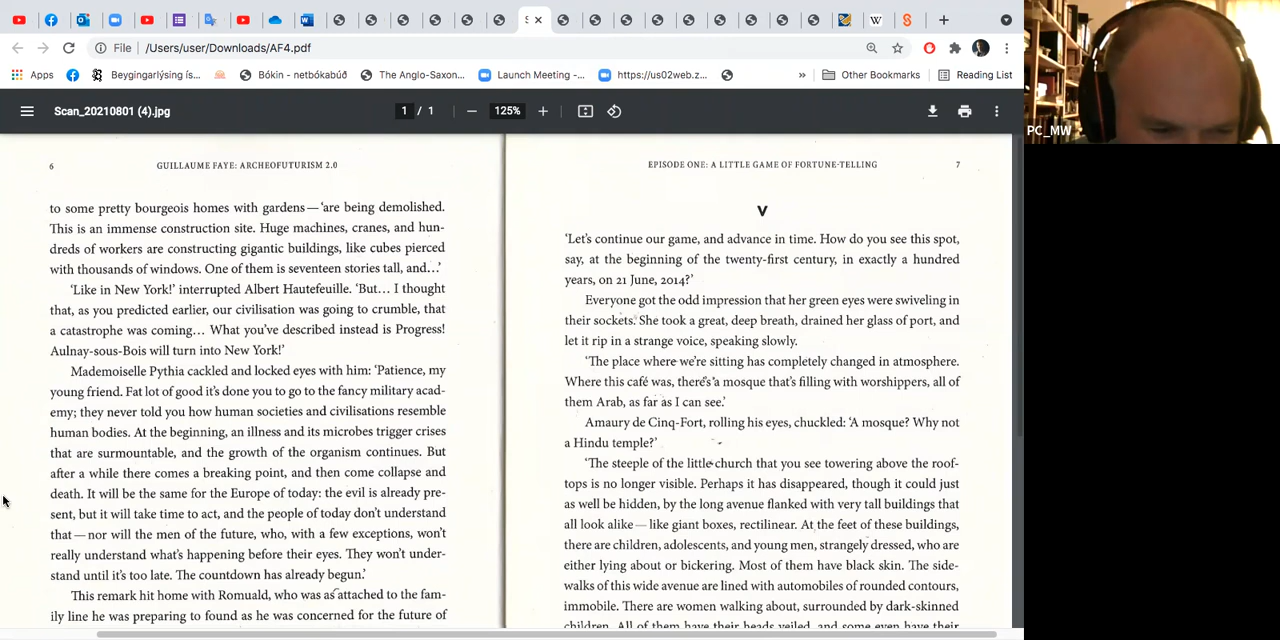 S
File
/Users/user/Downloads/AF4.pdf
Apps
Beygingarlýsing ís...
Bókin - netbókabúð
The Anglo-Saxon...
Launch Meeting -...
https://us02web.z...
»
Other Bookmarks
Reading List
Scan_20210801 (4).jpg
1 / 1
125%
PC_MW
6
GUILLAUME FAYE: ARCHEOFUTURISM 2.0
to some pretty bourgeois homes with gardens — ‘are being demolished.
This is an immense construction site. Huge machines, cranes, and hun-
dreds of workers are constructing gigantic buildings, like cubes pierced
with thousands of windows. One of them is seventeen stories tall, and…’
‘Like in New York!’ interrupted Albert Hautefeuille. ‘But… I thought
that, as you predicted earlier, our civilisation was going to crumble, that
a catastrophe was coming… What you’ve described instead is Progress!
Aulnay-sous-Bois will turn into New York!’
Mademoiselle Pythia cackled and locked eyes with him: ‘Patience, my
young friend. Fat lot of good it’s done you to go to the fancy military acad-
emy; they never told you how human societies and civilisations resemble
human bodies. At the beginning, an illness and its microbes trigger crises
that are surmountable, and the growth of the organism continues. But
after a while there comes a breaking point, and then come collapse and
death. It will be the same for the Europe of today: the evil is already pre-
sent, but it will take time to act, and the people of today don’t understand
that — nor will the men of the future, who, with a few exceptions, won’t
really understand what’s happening before their eyes. They won’t under-
stand until it’s too late. The countdown has already begun.’
This remark hit home with Romuald, who was as attached to the fam-
ily line he was preparing to found as he was concerned for the future of
EPISODE ONE: A LITTLE GAME OF FORTUNE-TELLING
7
V
‘Let’s continue our game, and advance in time. How do you see this spot,
say, at the beginning of the twenty-first century, in exactly a hundred
years, on 21 June, 2014?’
Everyone got the odd impression that her green eyes were swiveling in
their sockets. She took a great, deep breath, drained her glass of port, and
let it rip in a strange voice, speaking slowly.
‘The place where we’re sitting has completely changed in atmosphere.
Where this café was, there’s a mosque that’s filling with worshippers, all of
them Arab, as far as I can see.’
Amaury de Cinq-Fort, rolling his eyes, chuckled: ‘A mosque? Why not
a Hindu temple?’
‘The steeple of the little church that you see towering above the roof-
tops is no longer visible. Perhaps it has disappeared, though it could just
as well be hidden, by the long avenue flanked with very tall buildings that
all look alike — like giant boxes, rectilinear. At the feet of these buildings,
there are children, adolescents, and young men, strangely dressed, who are
either lying about or bickering. Most of them have black skin. The side-
walks of this wide avenue are lined with automobiles of rounded contours,
immobile. There are women walking about, surrounded by dark-skinned
children. All of them have their heads veiled, and some even have their